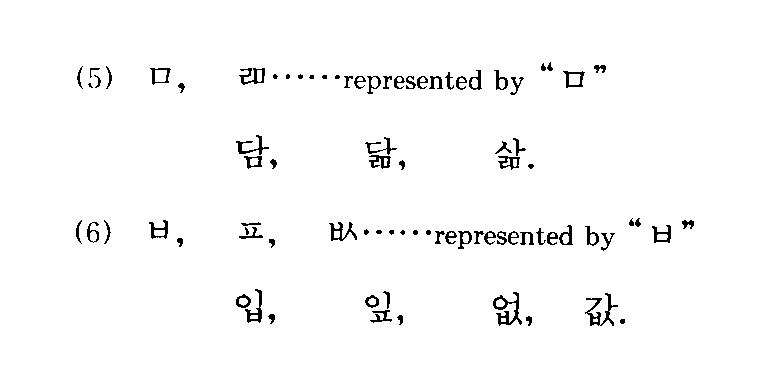 (5) ㅁ, ㄻ······represented by “ㅁ”
담, 닮, 삶.
(6) ㅂ, ㅍ, ㅄ······represented by “ㅂ”
입, 잎, 없, 값.